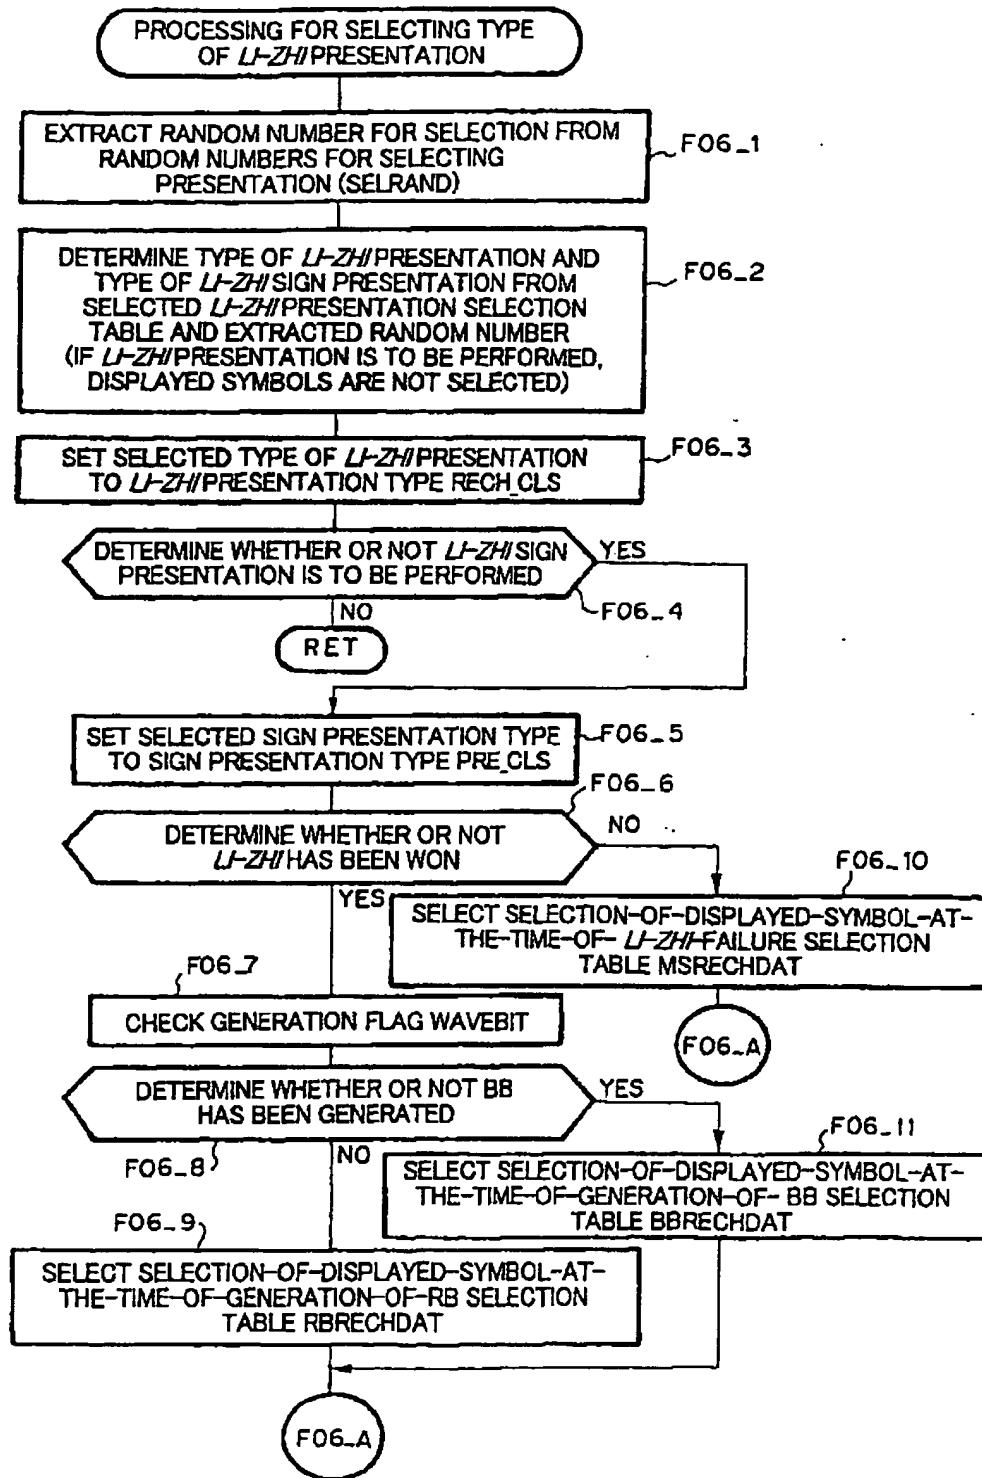 PROCESSING FOR SELECTING TYPE
OF LI-ZHI PRESENTATION
EXTRACT RANDOM NUMBER FOR SELECTION FROM
RANDOM NUMBERS FOR SELECTING
PRESENTATION (SELRAND)
F06_1
DETERMINE TYPE OF LI-ZHI PRESENTATION AND
TYPE OF LI-ZHI SIGN PRESENTATION FROM
SELECTED LI-ZHI PRESENTATION SELECTION
TABLE AND EXTRACTED RANDOM NUMBER
(IF LI-ZHI PRESENTATION IS TO BE PERFORMED,
DISPLAYED SYMBOLS ARE NOT SELECTED)
F06_2
SET SELECTED TYPE OF LI-ZHI PRESENTATION
TO LI-ZHI PRESENTATION TYPE RECH_CLS
F06_3
DETERMINE WHETHER OR NOT LI-ZHI SIGN
PRESENTATION IS TO BE PERFORMED
YES
F06_4
NO
RET
SET SELECTED SIGN PRESENTATION TYPE
TO SIGN PRESENTATION TYPE PRE_CLS
F06_5
F06_6
DETERMINE WHETHER OR NOT
LI-ZHI HAS BEEN WON
NO
YES
F06_10
SELECT SELECTION-OF-DISPLAYED-SYMBOL-AT-
THE-TIME-OF- LI-ZHI-FAILURE SELECTION
TABLE MSRECHDAT
F06_A
F06_7
CHECK GENERATION FLAG WAVEBIT
DETERMINE WHETHER OR NOT BB
HAS BEEN GENERATED
YES
F06_8
NO
F06_11
SELECT SELECTION-OF-DISPLAYED-SYMBOL-AT-
THE-TIME-OF-GENERATION-OF- BB SELECTION
TABLE BBRECHDAT
F06_9
SELECT SELECTION-OF-DISPLAYED-SYMBOL-AT-
THE-TIME-OF-GENERATION-OF-RB SELECTION
TABLE RBRECHDAT
F06_A